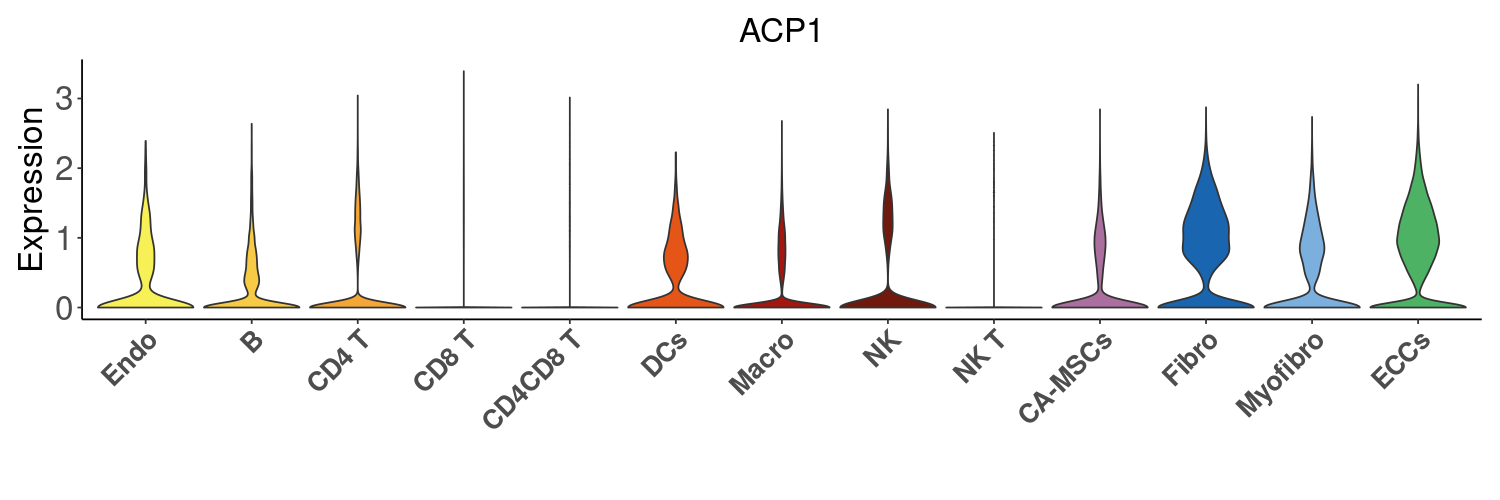 ACP1
Expression
3
2
1
0
Endo
B
CD4 T
CD8 T
CD4CD8 T
DCs
Macro
NK
NK T
CA-MSCs
Fibro
Myofibro
ECCs